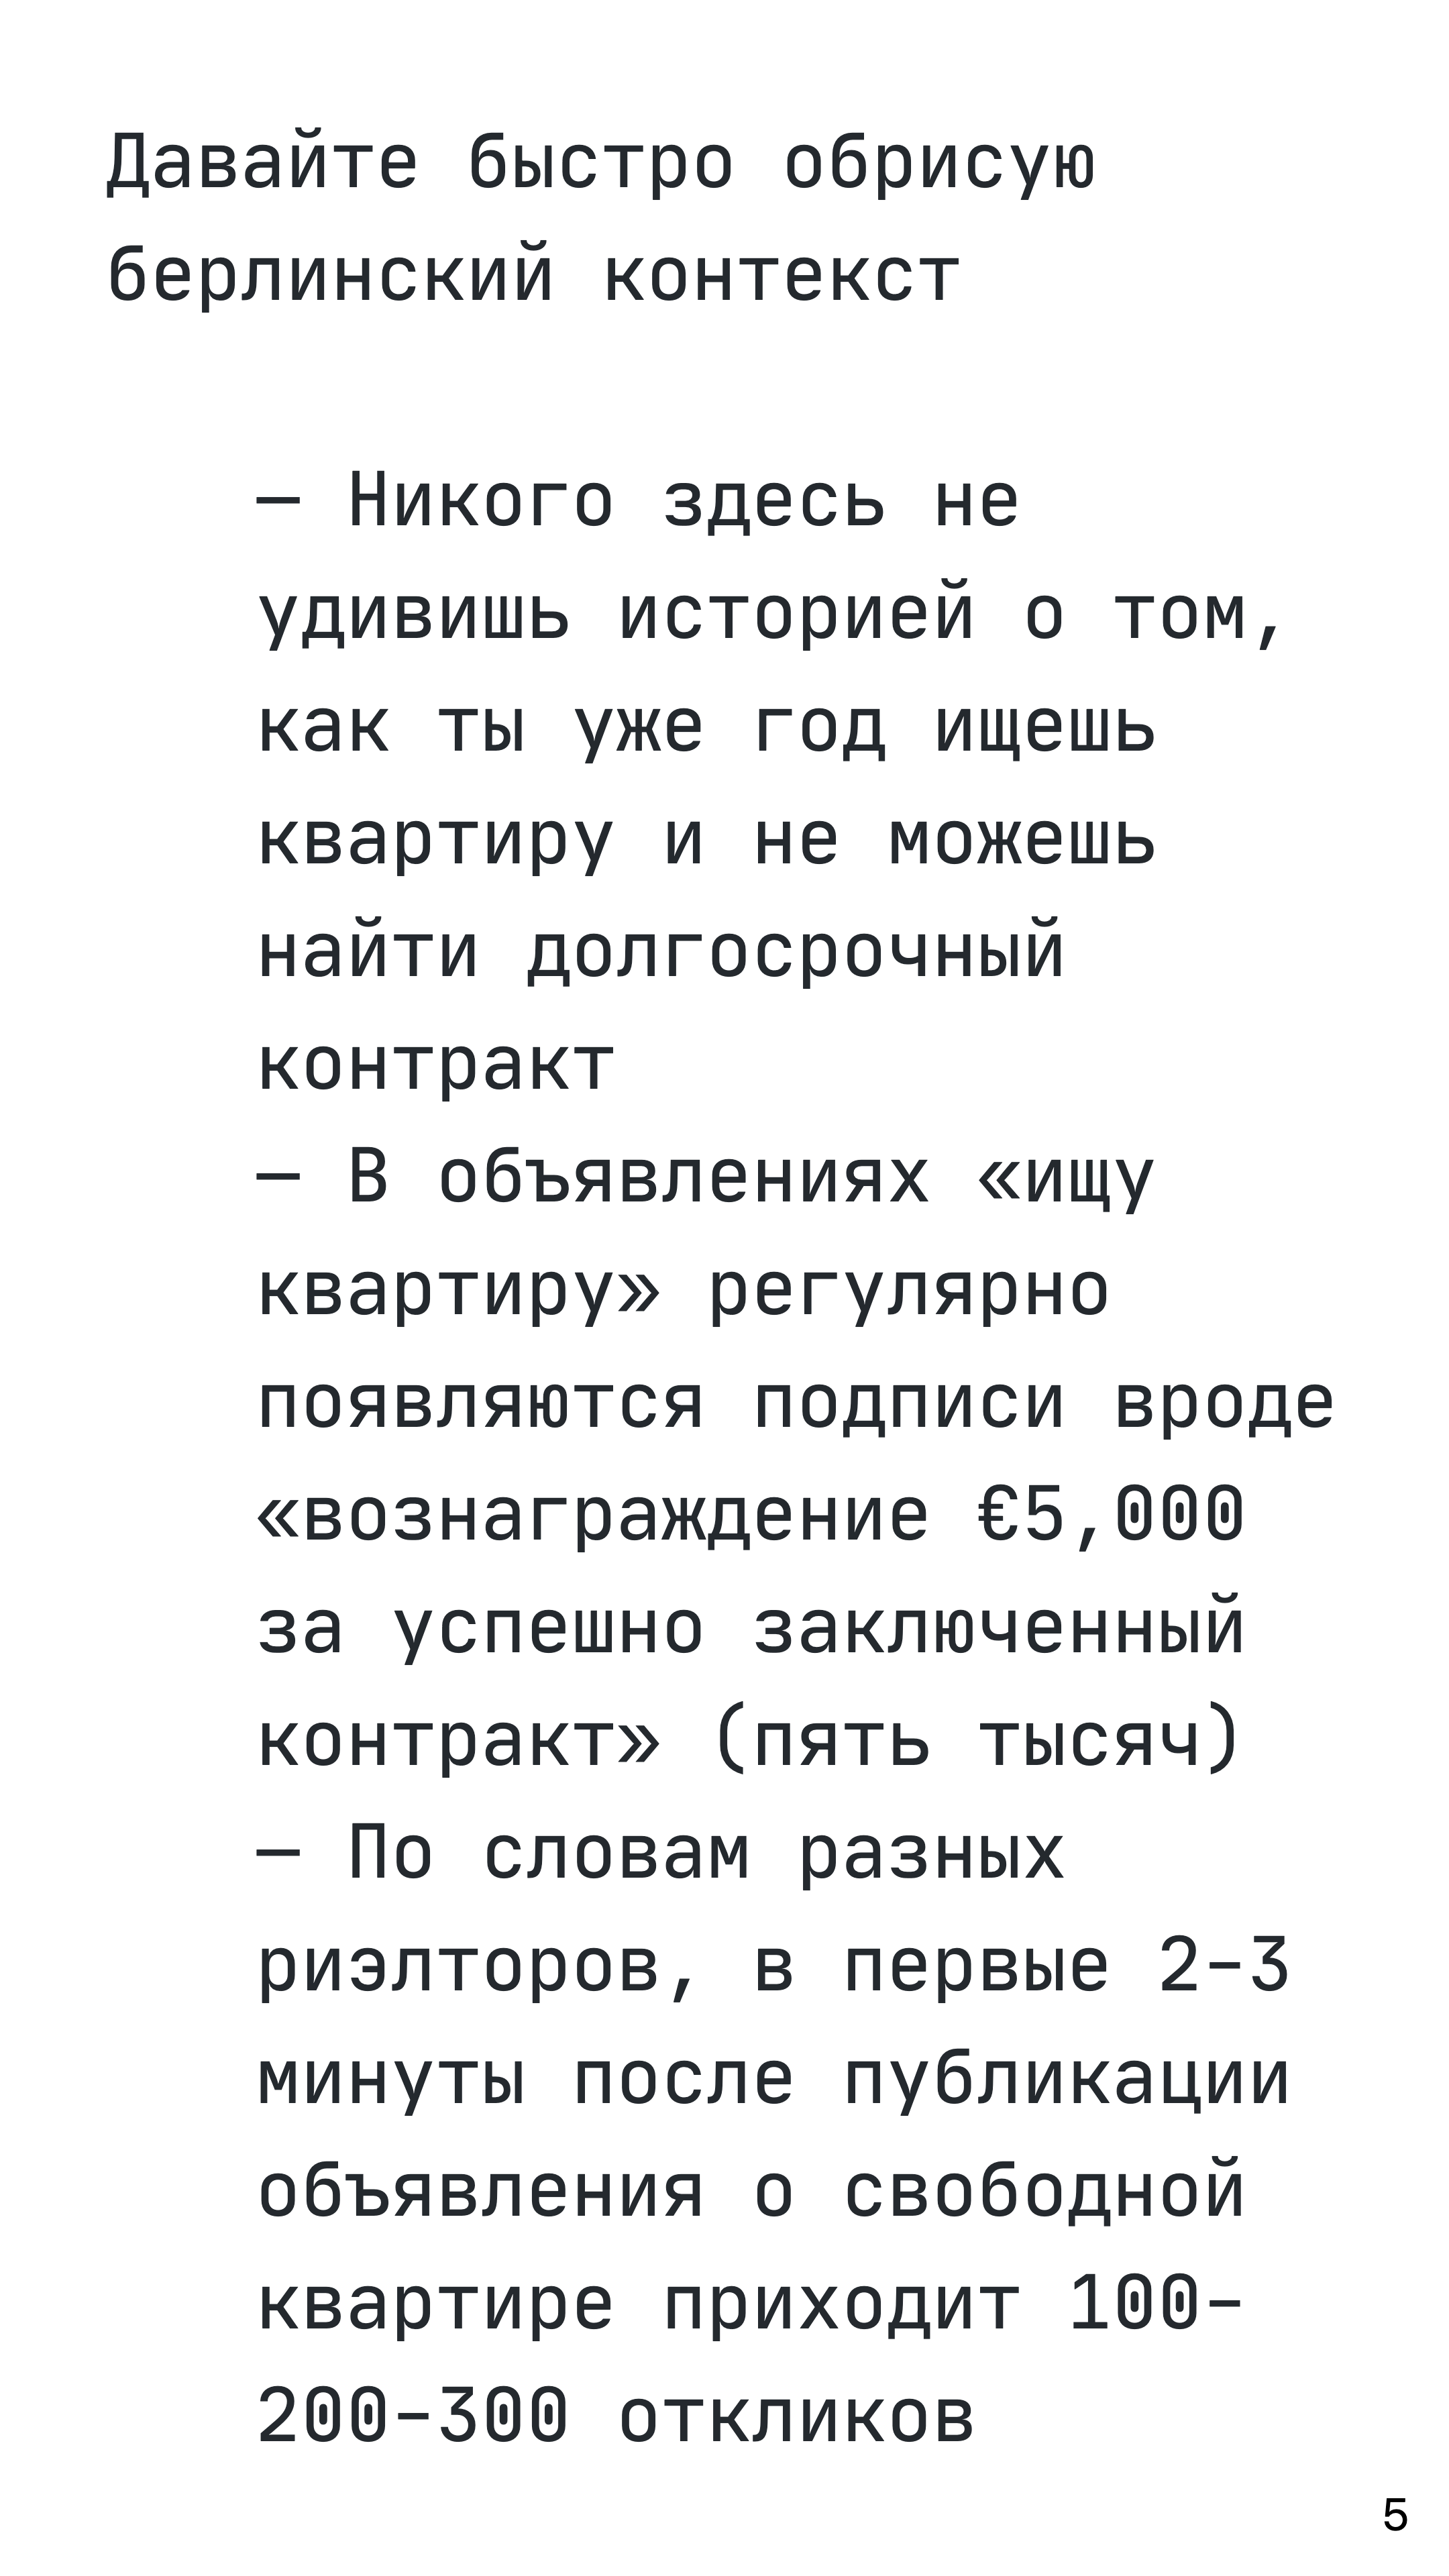 Давайте быстро обрисую
берлинский контекст
— Никого здесь не
удивишь историей о том,
как ты уже год ищешь
квартиру и не можешь
найти долгосрочный
контракт
— В объявлениях «ищу
квартиру» регулярно
появляются подписи вроде
«вознаграждение €5,000
за успешно заключенный
контракт» (пять тысяч)
— По словам разных
риэлторов, в первые 2-3
минуты после публикации
объявления о свободной
квартире приходит 100-
200-300 откликов
5